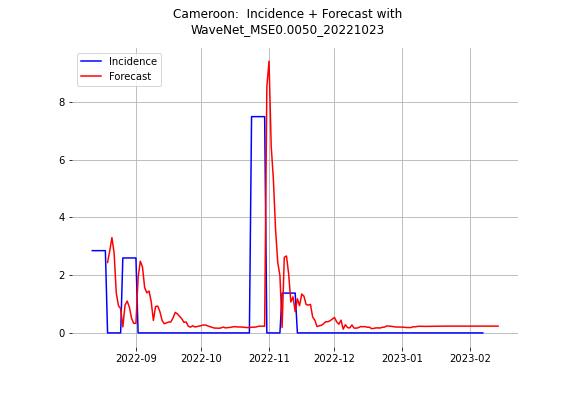 Cameroon:  Incidence + Forecast with
WaveNet_MSE0.0050_20221023
Incidence
Forecast
8
6
4
2
0
2022-09 2022-10 2022-11 2022-12 2023-01 2023-02